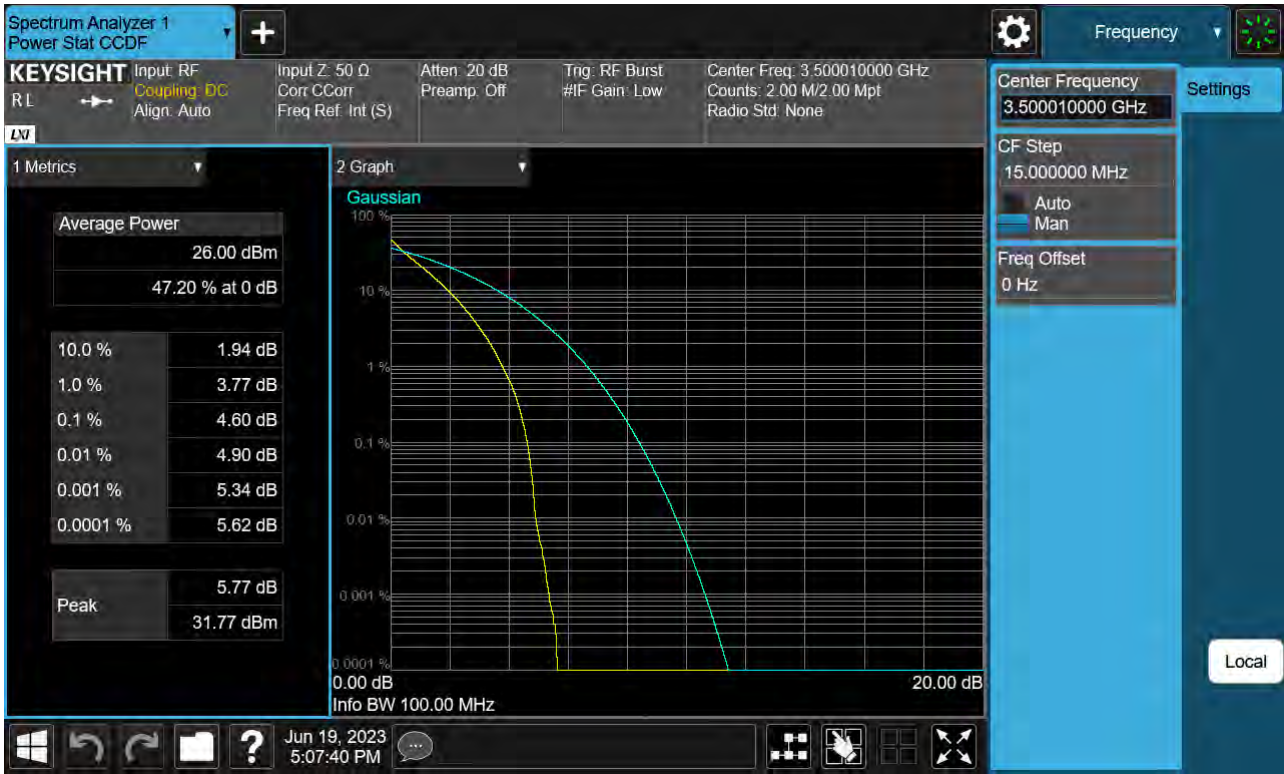 Spectrum Analyzer 1
Power Stat CCDF
+
Frequency
KEYSIGHT
RL
LXI
Input: RF
Coupling: DC
Align: Auto
Input Z: 50 Ω
Corr CCorr
Freq Ref: Int (S)
Atten: 20 dB
Preamp: Off
Trig: RF Burst
#IF Gain: Low
Center Freq: 3.500010000 GHz
Counts: 2.00 M/2.00 Mpt
Radio Std: None
Center Frequency
3.500010000 GHz
Settings
CF Step
15.000000 MHz
Auto
Man
Freq Offset
0 Hz
1 Metrics
Average Power
26.00 dBm
47.20 % at 0 dB
10.0 % 1.94 dB
1.0 % 3.77 dB
0.1 % 4.60 dB
0.01 % 4.90 dB
0.001 % 5.34 dB
0.0001 % 5.62 dB
Peak
5.77 dB
31.77 dBm
2 Graph
Gaussian
100 %
10 %
1 %
0.1 %
0.01 %
0.001 %
0.0001 %
0.00 dB 20.00 dB
Info BW 100.00 MHz
Local
?
Jun 19, 2023
5:07:40 PM